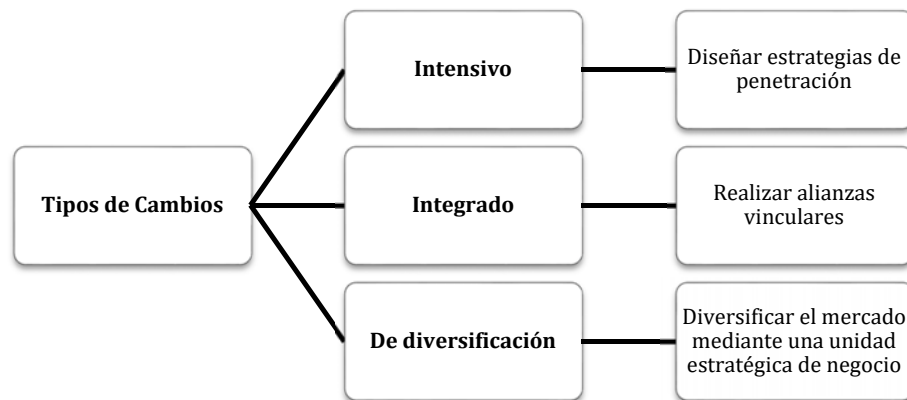 Tipos de Cambios
Intensivo
Diseñar estrategias de
penetración
Integrado
Realizar alianzas
vinculares
De diversificación
Diversificar el mercado
mediante una unidad
estratégica de negocio